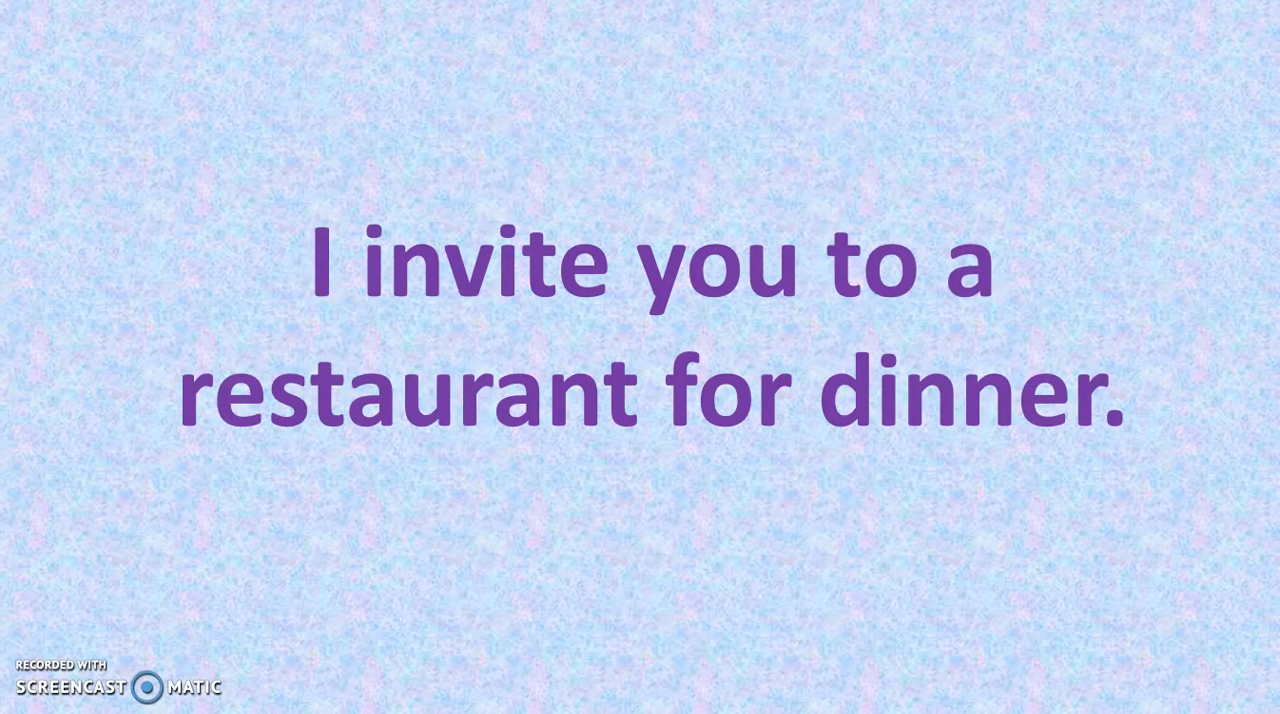 I invite you to a
restaurant for dinner.
RECORDED WITH
SCREENCAST MATIC